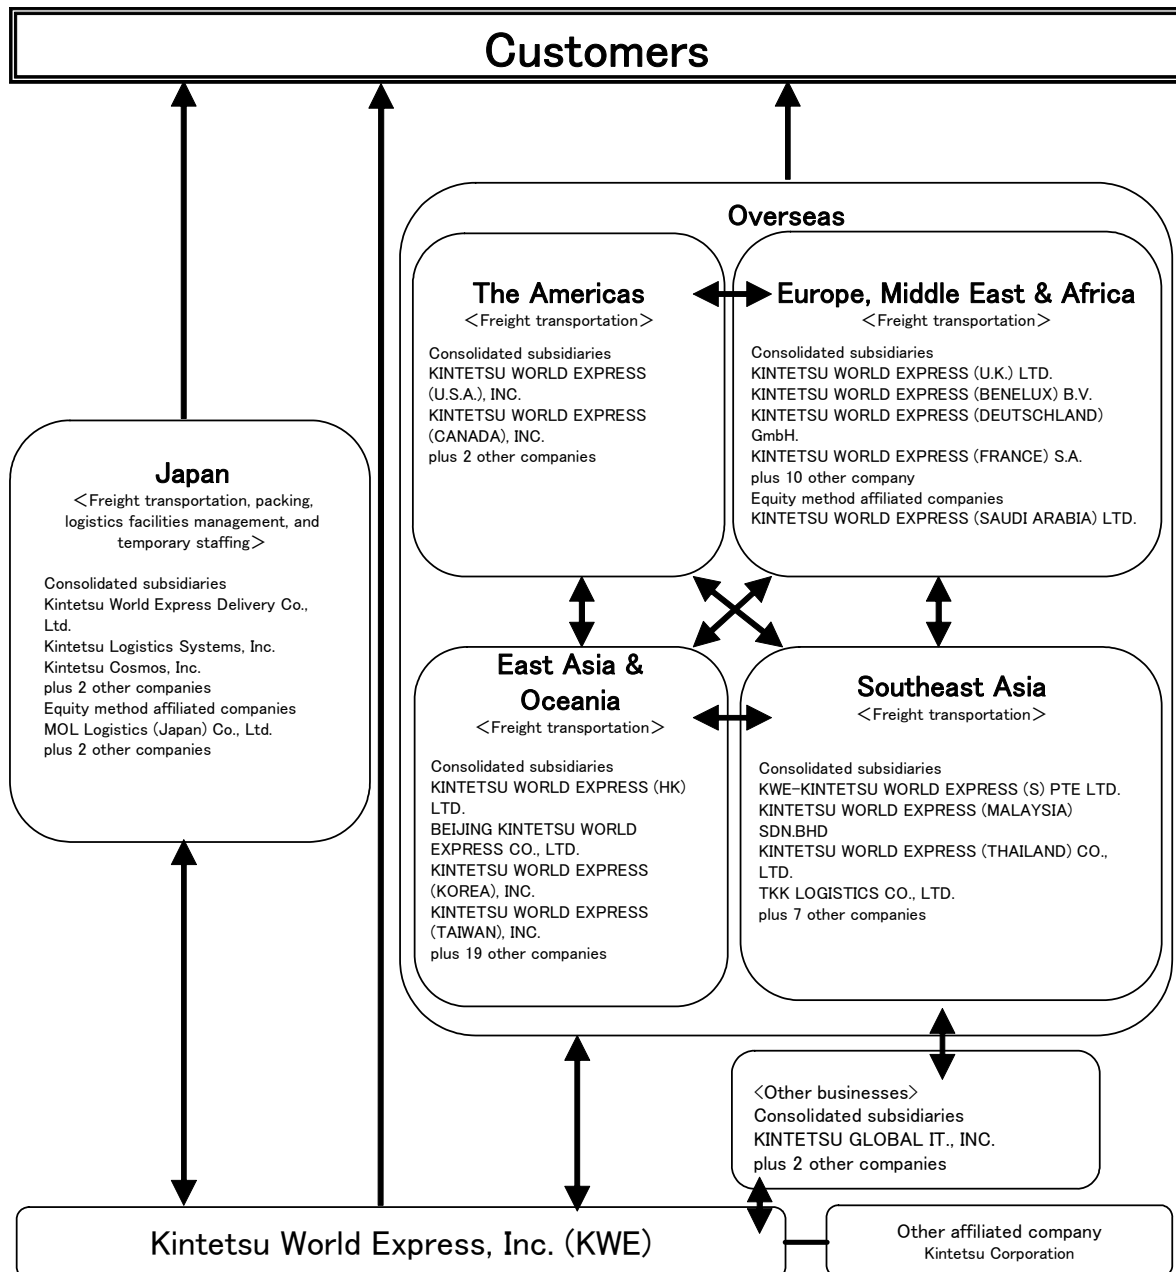 Customers
Overseas
The Americas
<Freight transportation>
Consolidated subsidiaries
KINTETSU WORLD EXPRESS
(U.S.A.), INC.
KINTETSU WORLD EXPRESS
(CANADA), INC.
plus 2 other companies
Europe, Middle East & Africa
<Freight transportation>
Consolidated subsidiaries
KINTETSU WORLD EXPRESS (U.K.) LTD.
KINTETSU WORLD EXPRESS (BENELUX) B.V.
KINTETSU WORLD EXPRESS (DEUTSCHLAND)
GmbH.
KINTETSU WORLD EXPRESS (FRANCE) S.A.
plus 10 other company
Equity method affiliated companies
KINTETSU WORLD EXPRESS (SAUDI ARABIA) LTD.
Japan
<Freight transportation, packing,
logistics facilities management, and
temporary staffing>
Consolidated subsidiaries
Kintetsu World Express Delivery Co.,
Ltd.
Kintetsu Logistics Systems, Inc.
Kintetsu Cosmos, Inc.
plus 2 other companies
Equity method affiliated companies
MOL Logistics (Japan) Co., Ltd.
plus 2 other companies
East Asia &
Oceania
<Freight transportation>
Consolidated subsidiaries
KINTETSU WORLD EXPRESS (HK)
LTD.
BEIJING KINTETSU WORLD
EXPRESS CO., LTD.
KINTETSU WORLD EXPRESS
(KOREA), INC.
KINTETSU WORLD EXPRESS
(TAIWAN), INC.
plus 19 other companies
Southeast Asia
<Freight transportation>
Consolidated subsidiaries
KWE-KINTETSU WORLD EXPRESS (S) PTE LTD.
KINTETSU WORLD EXPRESS (MALAYSIA)
SDN.BHD
KINTETSU WORLD EXPRESS (THAILAND) CO.,
LTD.
TKK LOGISTICS CO., LTD.
plus 7 other companies
<Other businesses>
Consolidated subsidiaries
KINTETSU GLOBAL IT., INC.
plus 2 other companies
Kintetsu World Express, Inc. (KWE)
Other affiliated company
Kintetsu Corporation